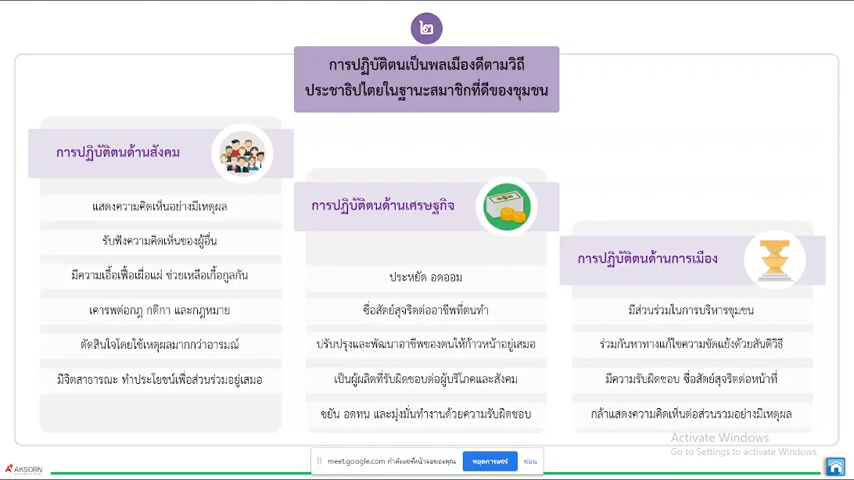 ๒
การปฏิบัติตนเป็นพลเมืองดีตามวิถี
ประชาธิปไตยในฐานะสมาชิกที่ดีของชุมชน
การปฏิบัติตนด้านสังคม
แสดงความคิดเห็นอย่างมีเหตุผล
รับฟังความคิดเห็นของผู้อื่น
มีความเอื้อเฟื้อเผื่อแผ่ ช่วยเหลือเกื้อกูลกัน
เคารพต่อกฎ กติกา และกฎหมาย
ตัดสินใจโดยใช้เหตุผลมากกว่าอารมณ์
มีจิตสาธารณะ ทำประโยชน์เพื่อส่วนร่วมอยู่เสมอ
การปฏิบัติตนด้านเศรษฐกิจ
ประหยัด อดออม
ซื่อสัตย์สุจริตต่ออาชีพที่ตนทำ
ปรับปรุงและพัฒนาอาชีพของตนให้ก้าวหน้าอยู่เสมอ
เป็นผู้ผลิตที่รับผิดชอบต่อผู้บริโภคและสังคม
ขยัน อดทน และมุ่งมั่นทำงานด้วยความรับผิดชอบ
การปฏิบัติตนด้านการเมือง
มีส่วนร่วมในการบริหารชุมชน
ร่วมกันหาทางแก้ไขความขัดแย้งด้วยสันติวิธี
มีความรับผิดชอบ ซื่อสัตย์สุจริตต่อหน้าที่
กล้าแสดงความคิดเห็นต่อส่วนรวมอย่างมีเหตุผล
Activate Windows
Go to Settings to activate Windows.
AKSORN
meet.google.com กำลังแชร์หน้าจอของคุณ
หยุดการแชร์
ซ่อน